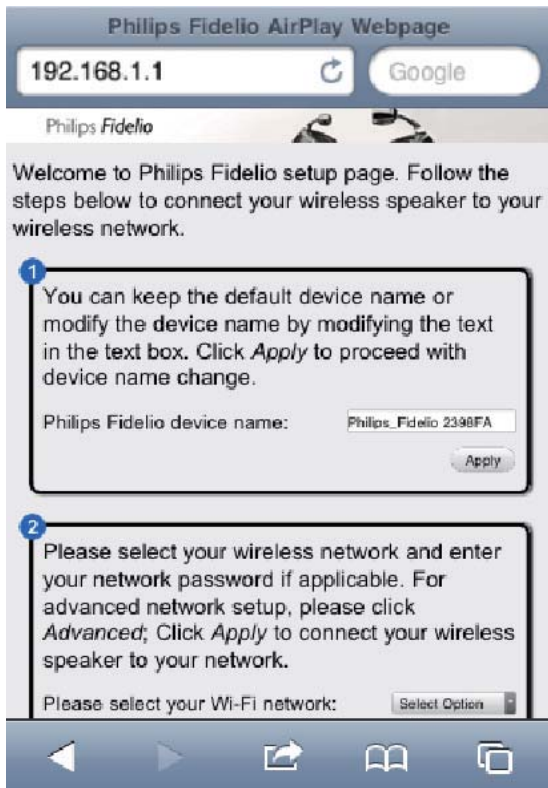 Philips Fidelio AirPlay Webpage
192.168.1.1
Google
Philips Fidelio
Welcome to Philips Fidelio setup page. Follow the
steps below to connect your wireless speaker to your
wireless network.
1
You can keep the default device name or
modify the device name by modifying the text
in the text box. Click Apply to proceed with
device name change.
Philips Fidelio device name:
Philips_Fidelio 2398FA
Apply
2
Please select your wireless network and enter
your network password if applicable. For
advanced network setup, please click
Advanced; Click Apply to connect your wireless
speaker to your network.
Please select your Wi-Fi network:
Select Option